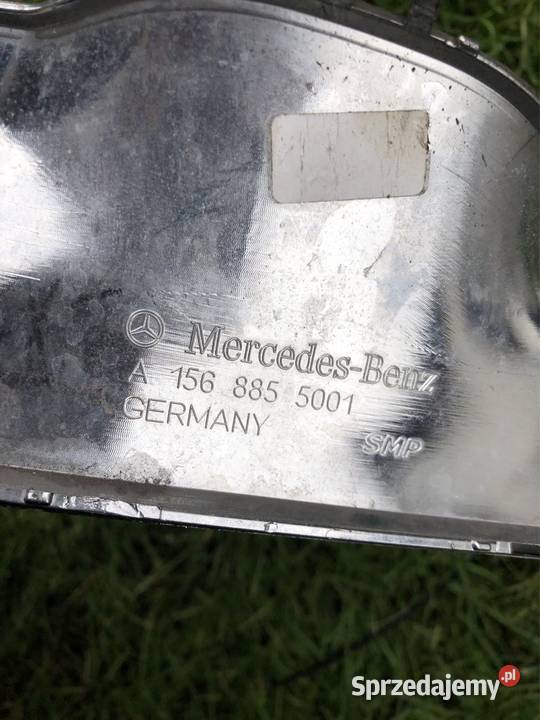 Mercedes-Benz
A 156 885 5001
GERMANY
SMP
Sprzedajemy.pl